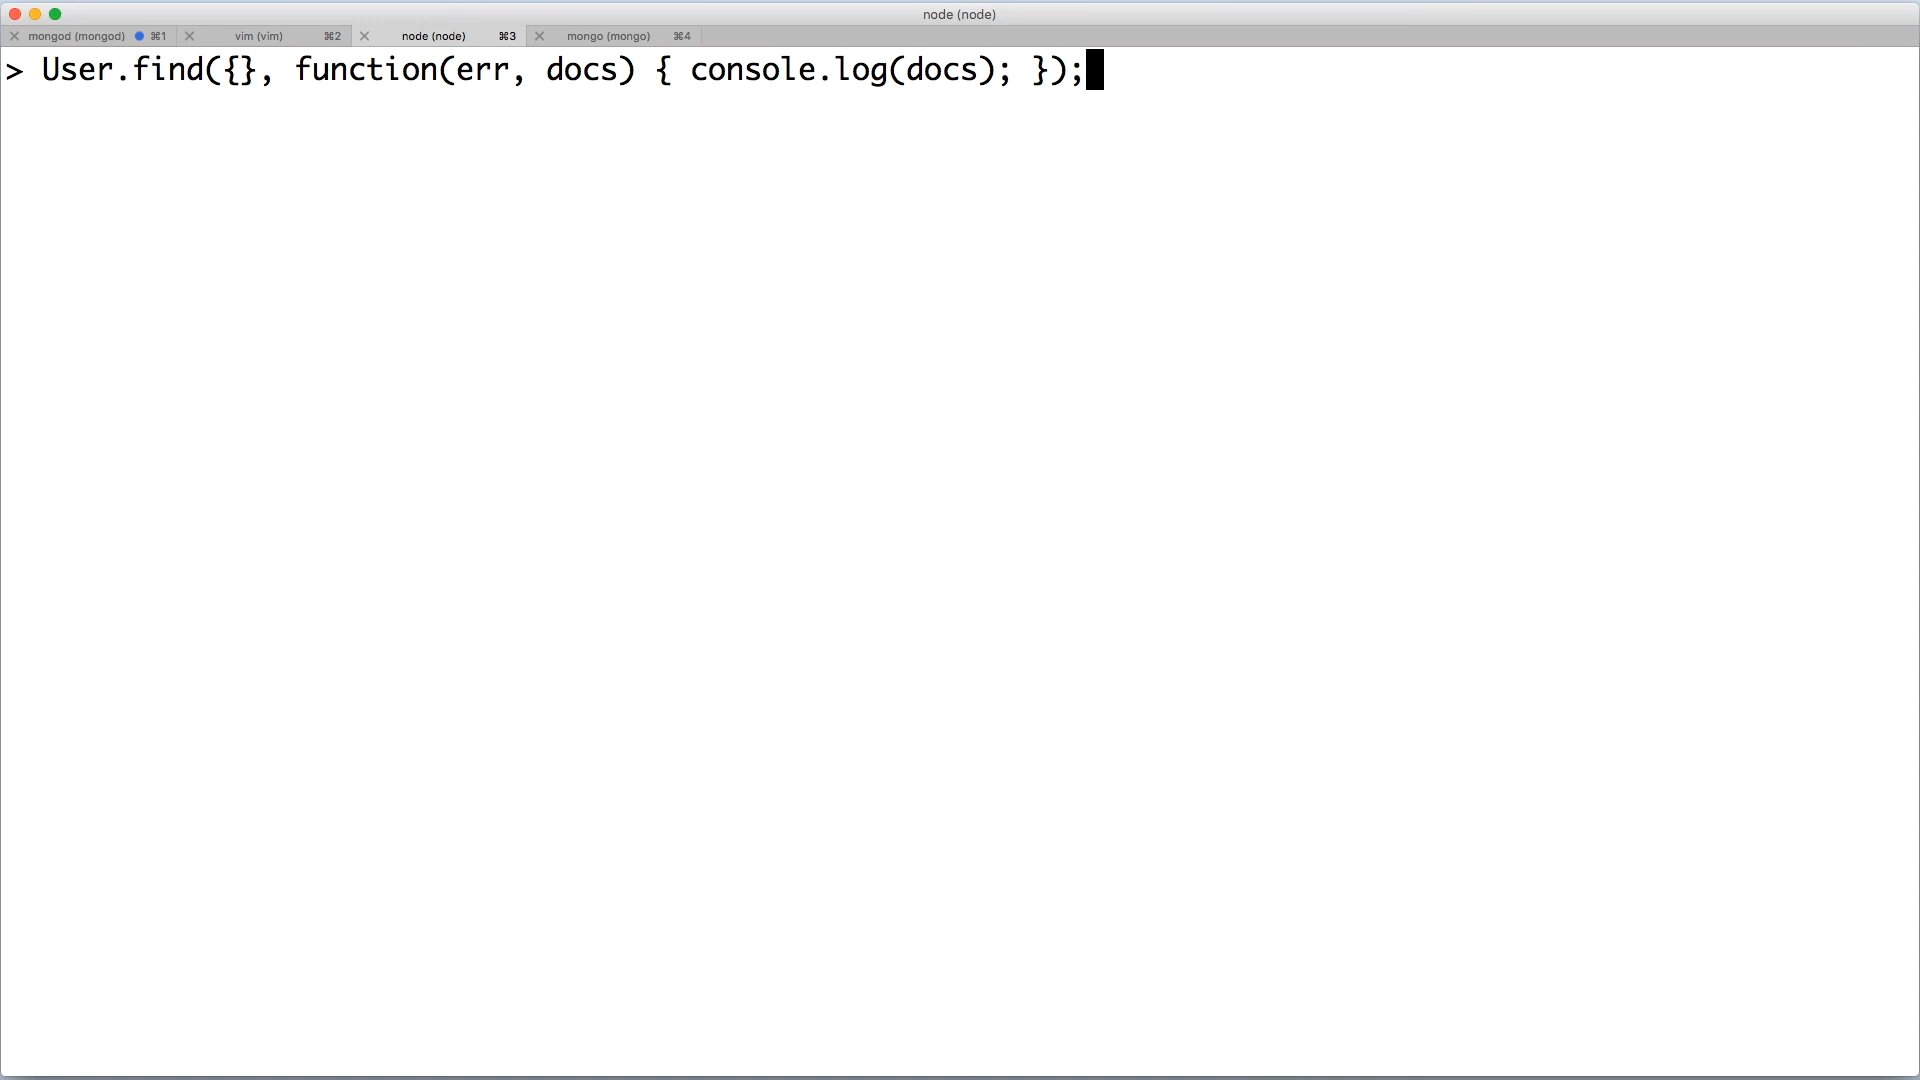 node (node)
mongod (mongod) ⌘1 vim (vim) ⌘2 node (node) ⌘3 mongo (mongo) ⌘4
> User.find({}, function(err, docs) { console.log(docs); });